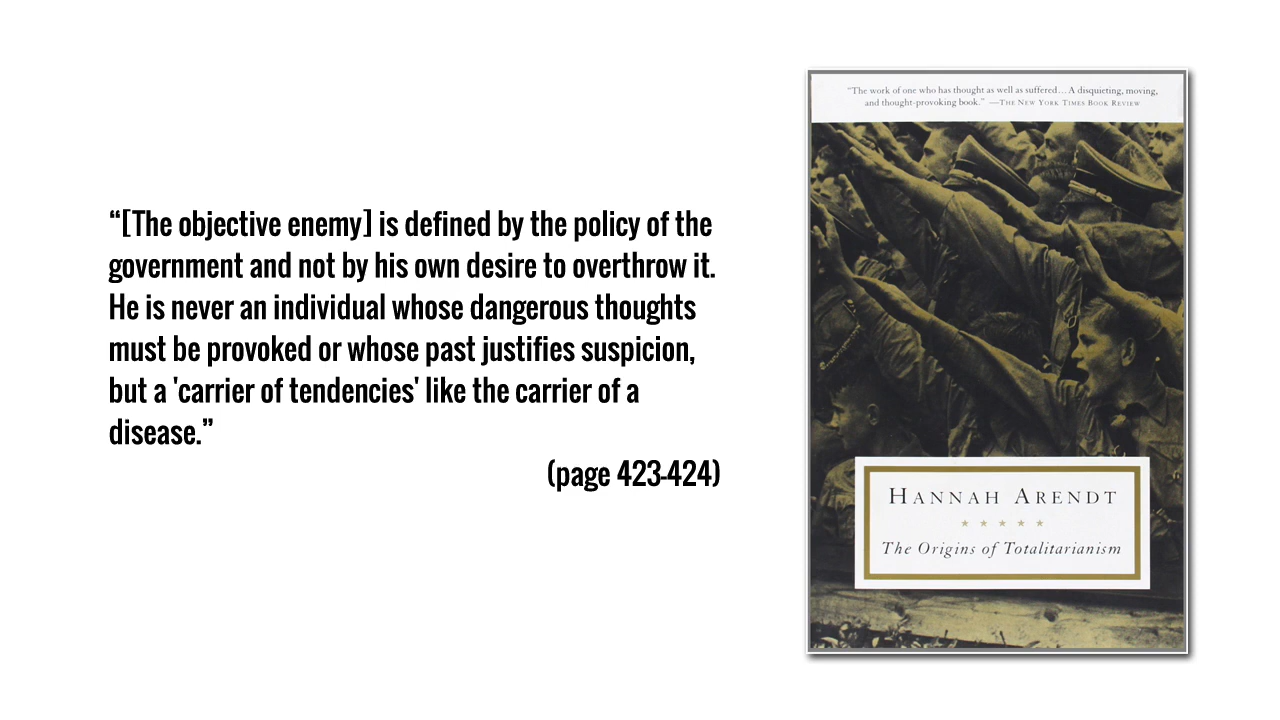 “[The objective enemy] is defined by the policy of the
government and not by his own desire to overthrow it.
He is never an individual whose dangerous thoughts
must be provoked or whose past justifies suspicion,
but a 'carrier of tendencies' like the carrier of a
disease.”
(page 423-424)
“The work of one who has thought as well as suffered…A disquieting, moving,
and thought-provoking book.” —The New York Times Book Review
Hannah Arendt
The Origins of Totalitarianism